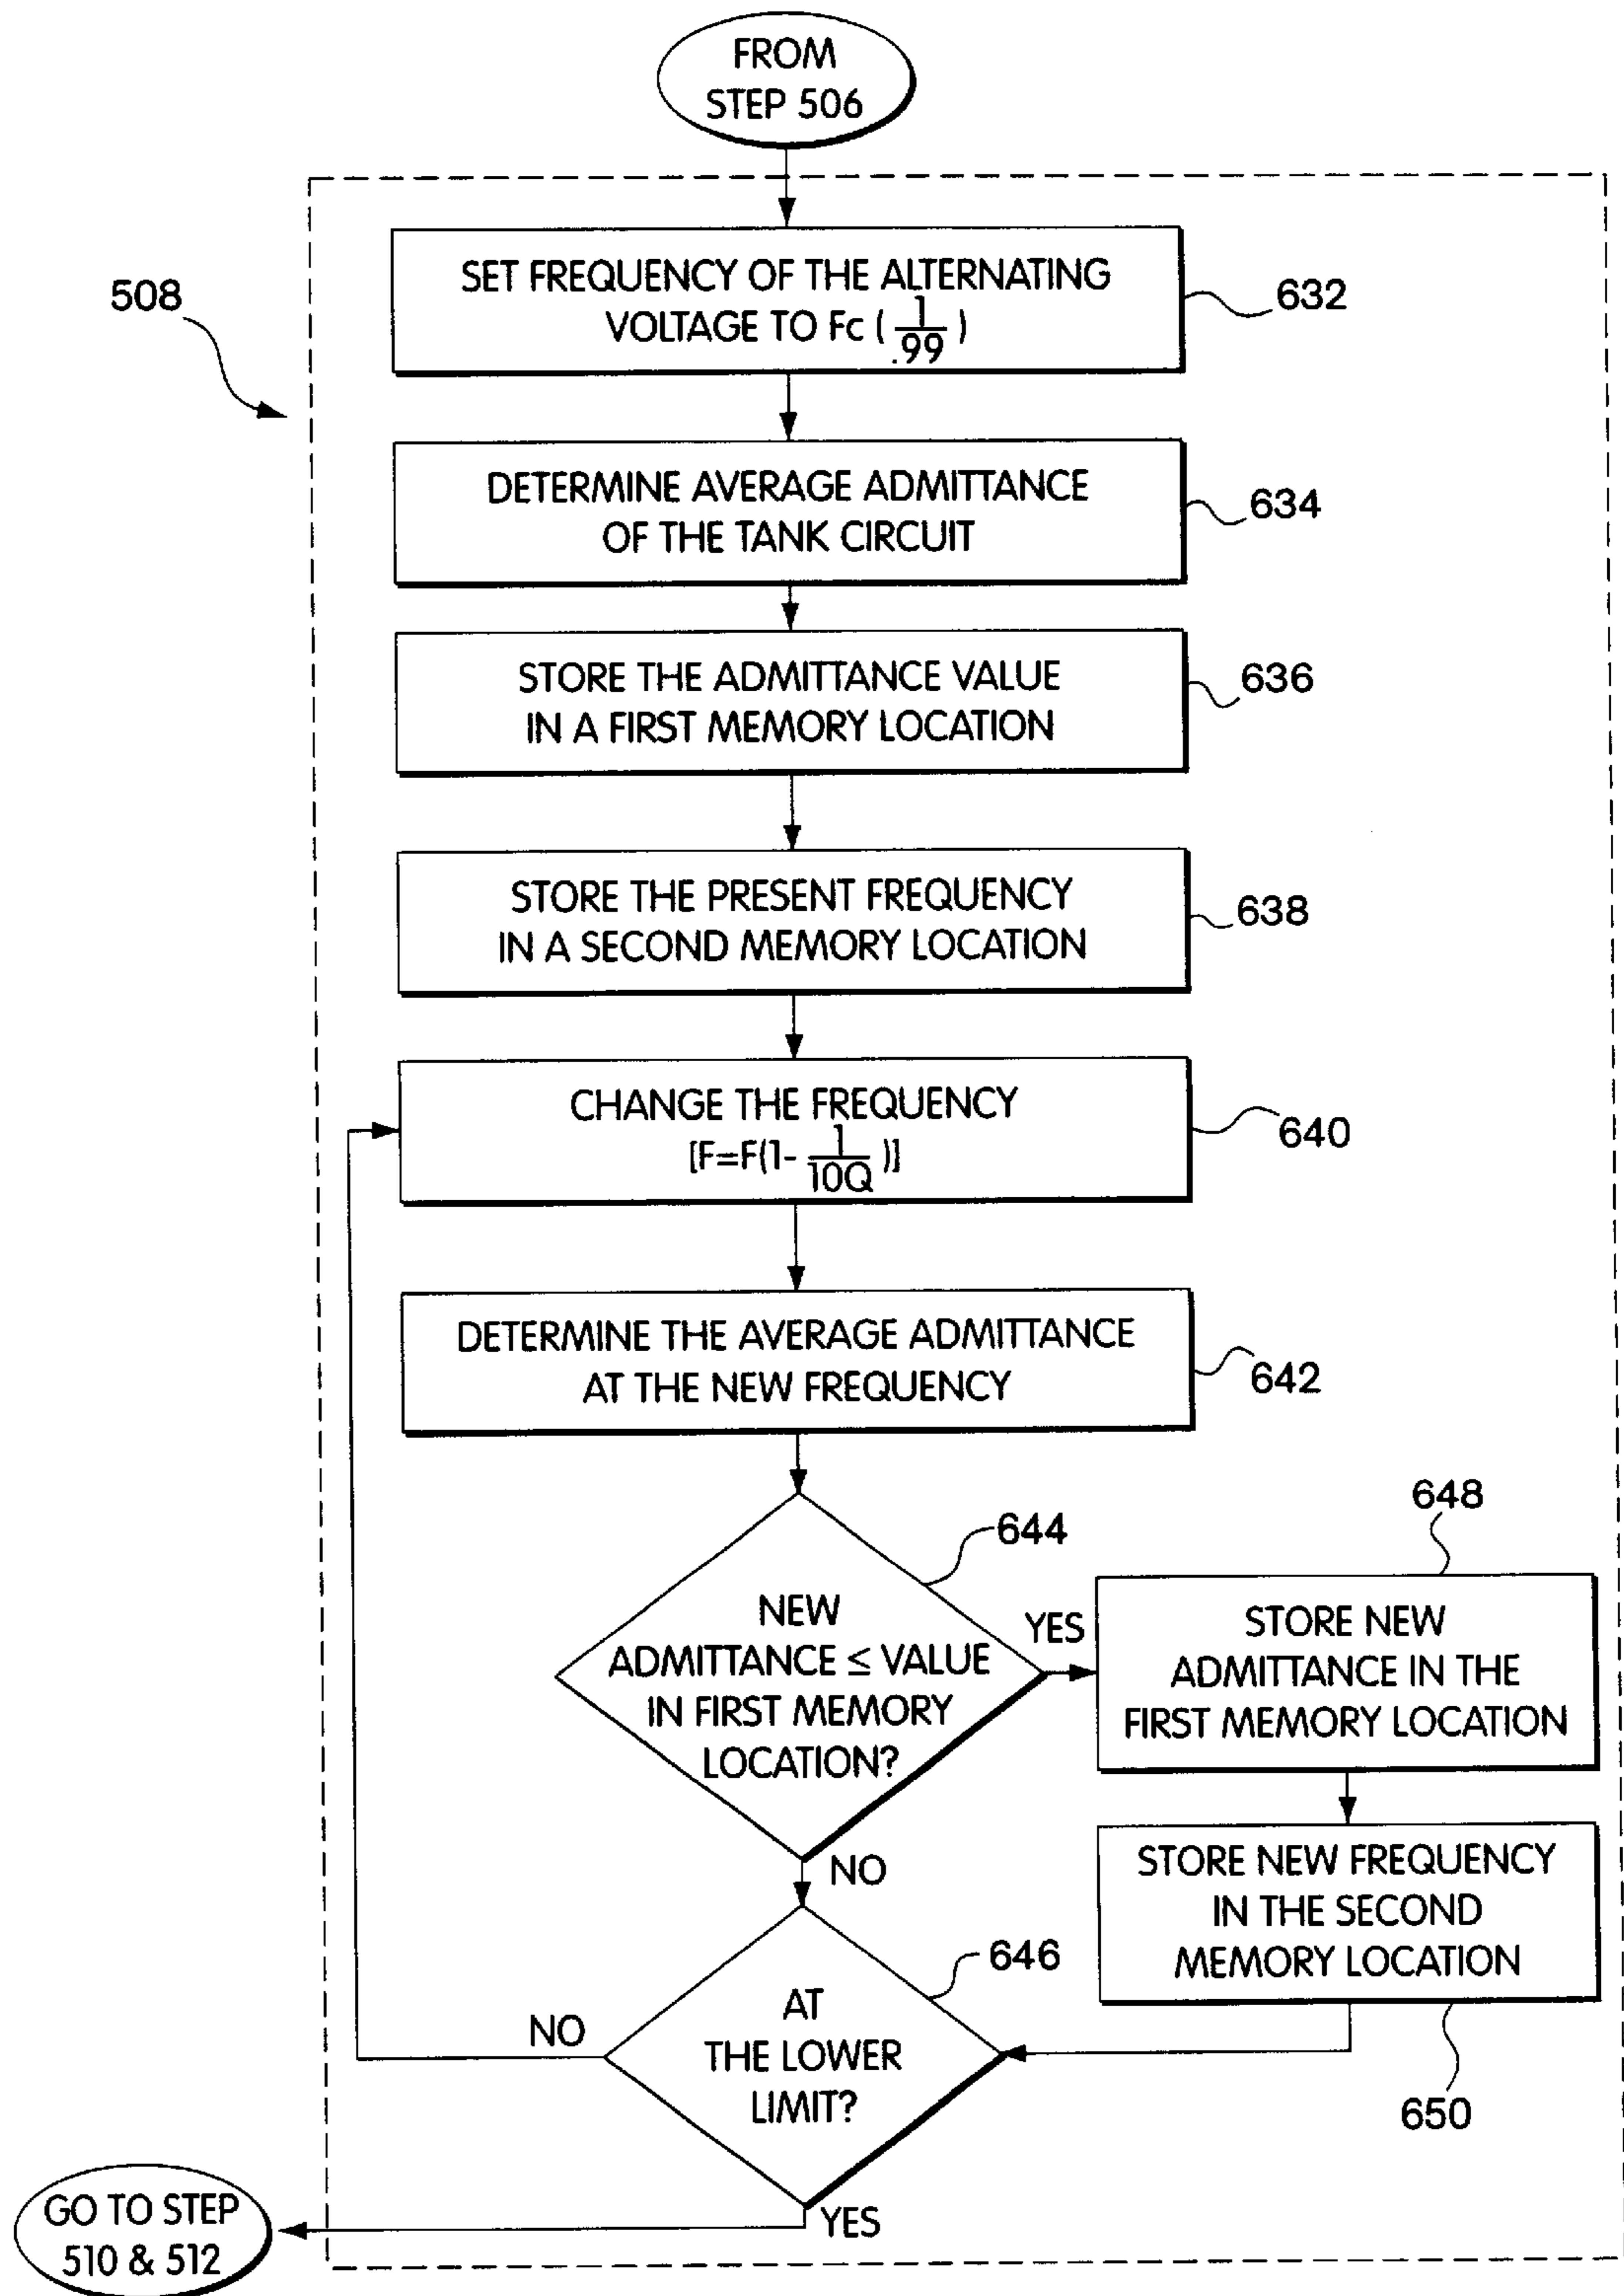 FROM
STEP 506
508
SET FREQUENCY OF THE ALTERNATING
VOLTAGE TO Fc ( 1/.99 )
632
DETERMINE AVERAGE ADMITTANCE
OF THE TANK CIRCUIT
634
STORE THE ADMITTANCE VALUE
IN A FIRST MEMORY LOCATION
636
STORE THE PRESENT FREQUENCY
IN A SECOND MEMORY LOCATION
638
CHANGE THE FREQUENCY
[F=F(1- 1/10Q )]
640
DETERMINE THE AVERAGE ADMITTANCE
AT THE NEW FREQUENCY
642
644
NEW
ADMITTANCE ≤ VALUE
IN FIRST MEMORY
LOCATION?
YES
NO
648
STORE NEW
ADMITTANCE IN THE
FIRST MEMORY LOCATION
STORE NEW FREQUENCY
IN THE SECOND
MEMORY LOCATION
650
646
AT
THE LOWER
LIMIT?
NO
YES
GO TO STEP
510 & 512